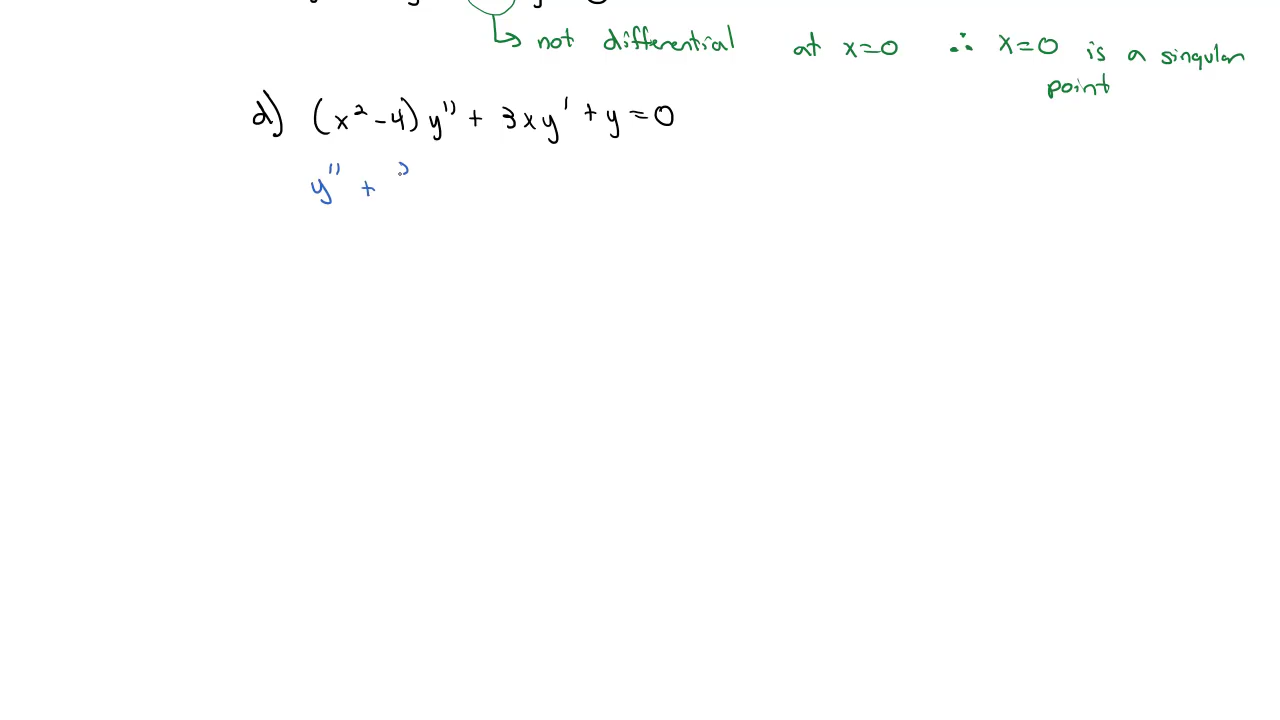 ↳ not differential at x=0 ∴ x=0 is a singular
point
d) (x² -4) y'' + 3xy' + y = 0
y'' +